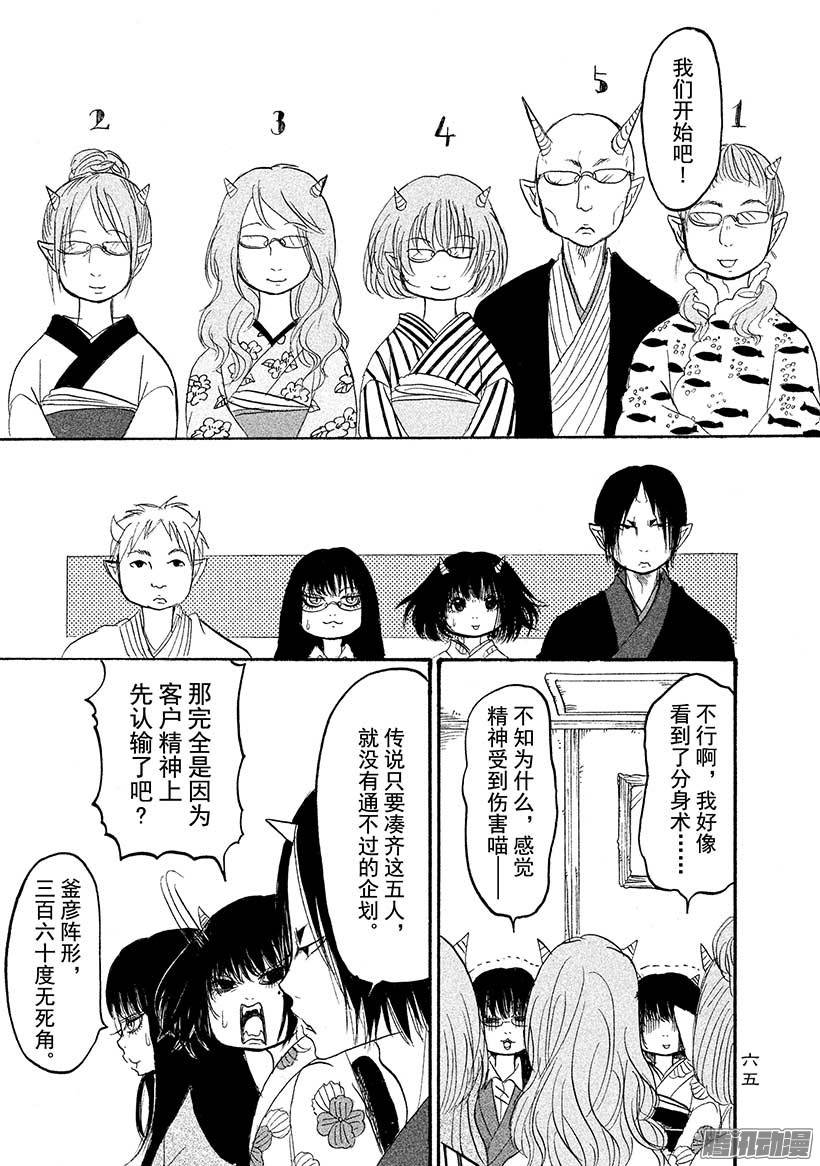 2
3
4
5
1
我们开始吧！
不行啊，我好像
看到了分身术……
不知为什么，感觉
精神受到伤害喵——
传说只要凑齐这五人，
就没有通不过的企划。
那完全是因为
客户精神上
先认输了吧？
釜彦阵形，
三百六十度无死角。
六五
腾讯动漫